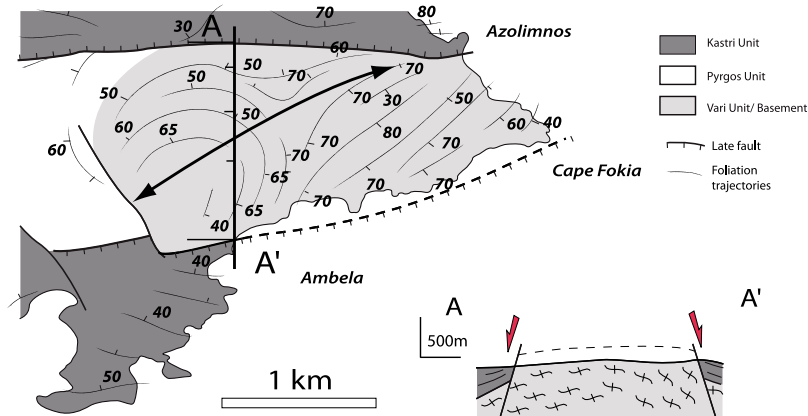 70
80
30
A
Azolimnos
60
50
70
70
50
50
70
30
50
50
60
65
80
60
40
60
70
70
70
65
Cape Fokia
70
70
70
65
40
40
A'
Ambela
40
50
1 km
Kastri Unit
Pyrgos Unit
Vari Unit/ Basement
Late fault
Foliation
trajectories
A
A'
500m